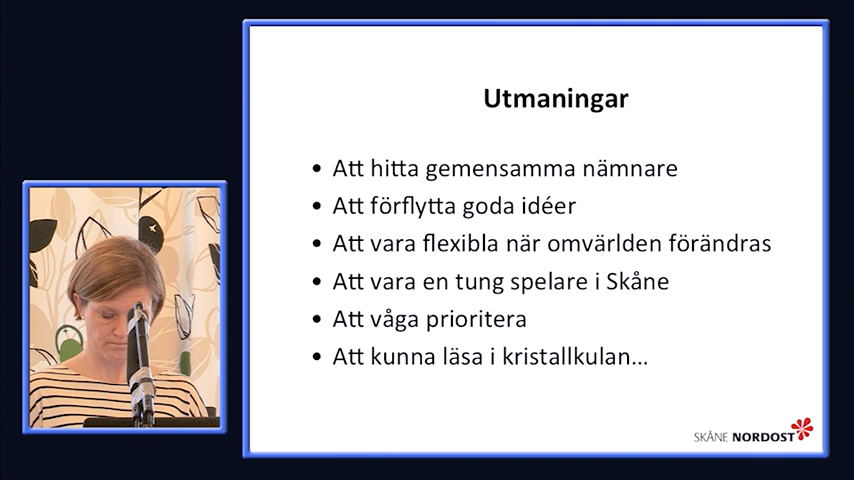 Utmaningar
• Att hitta gemensamma nämnare
• Att förflytta goda idéer
• Att vara flexibla när omvärlden förändras
• Att vara en tung spelare i Skåne
• Att våga prioritera
• Att kunna läsa i kristallkulan...
SKÅNE NORDOST